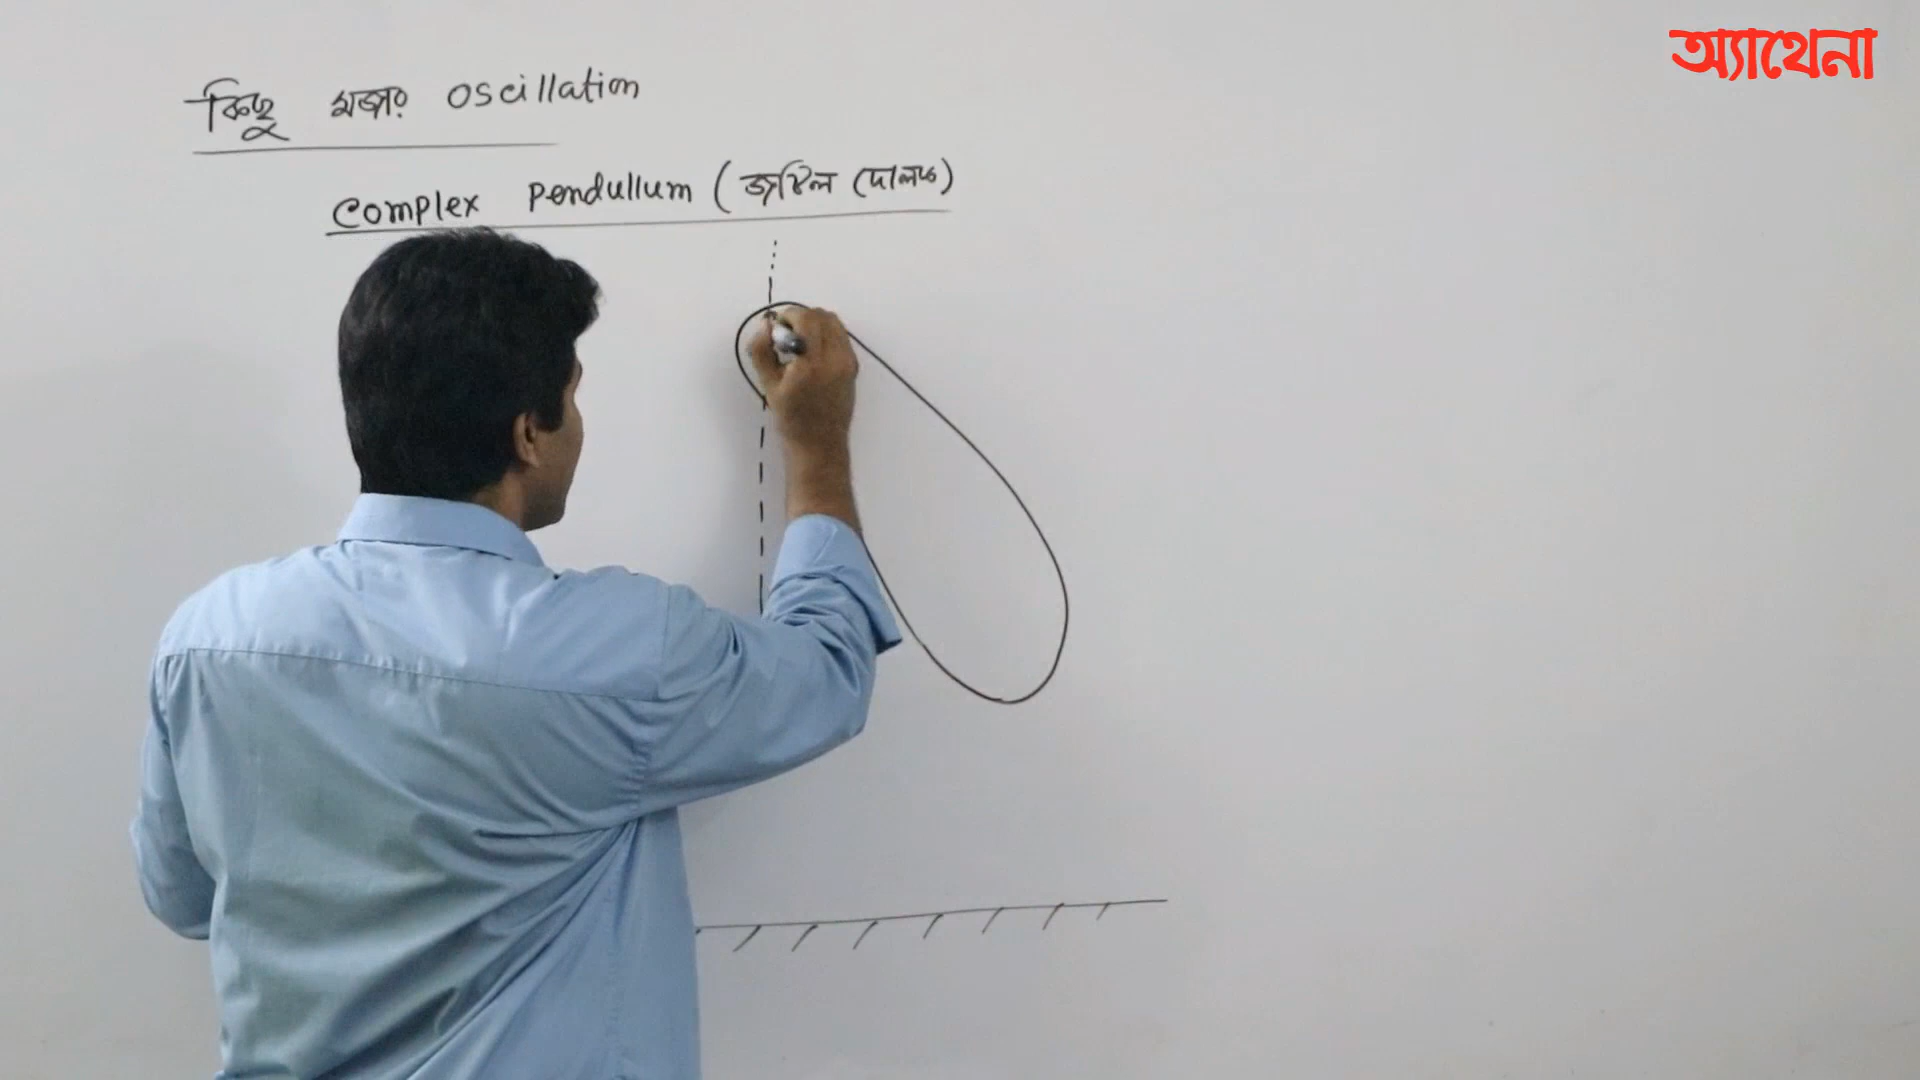 অ্যাথেনা
কিছু মজার oscillation
Complex Pendullum (জটিল দোলক)